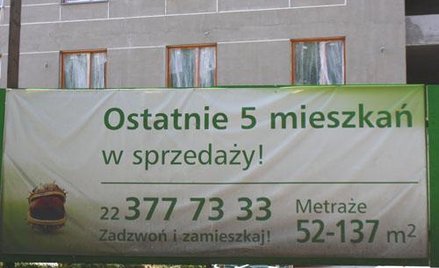 Ostatnie 5 mieszkań
w sprzedaży!
22 377 73 33
Zadzwoń i zamieszkaj!
Metraże
52-137 m²